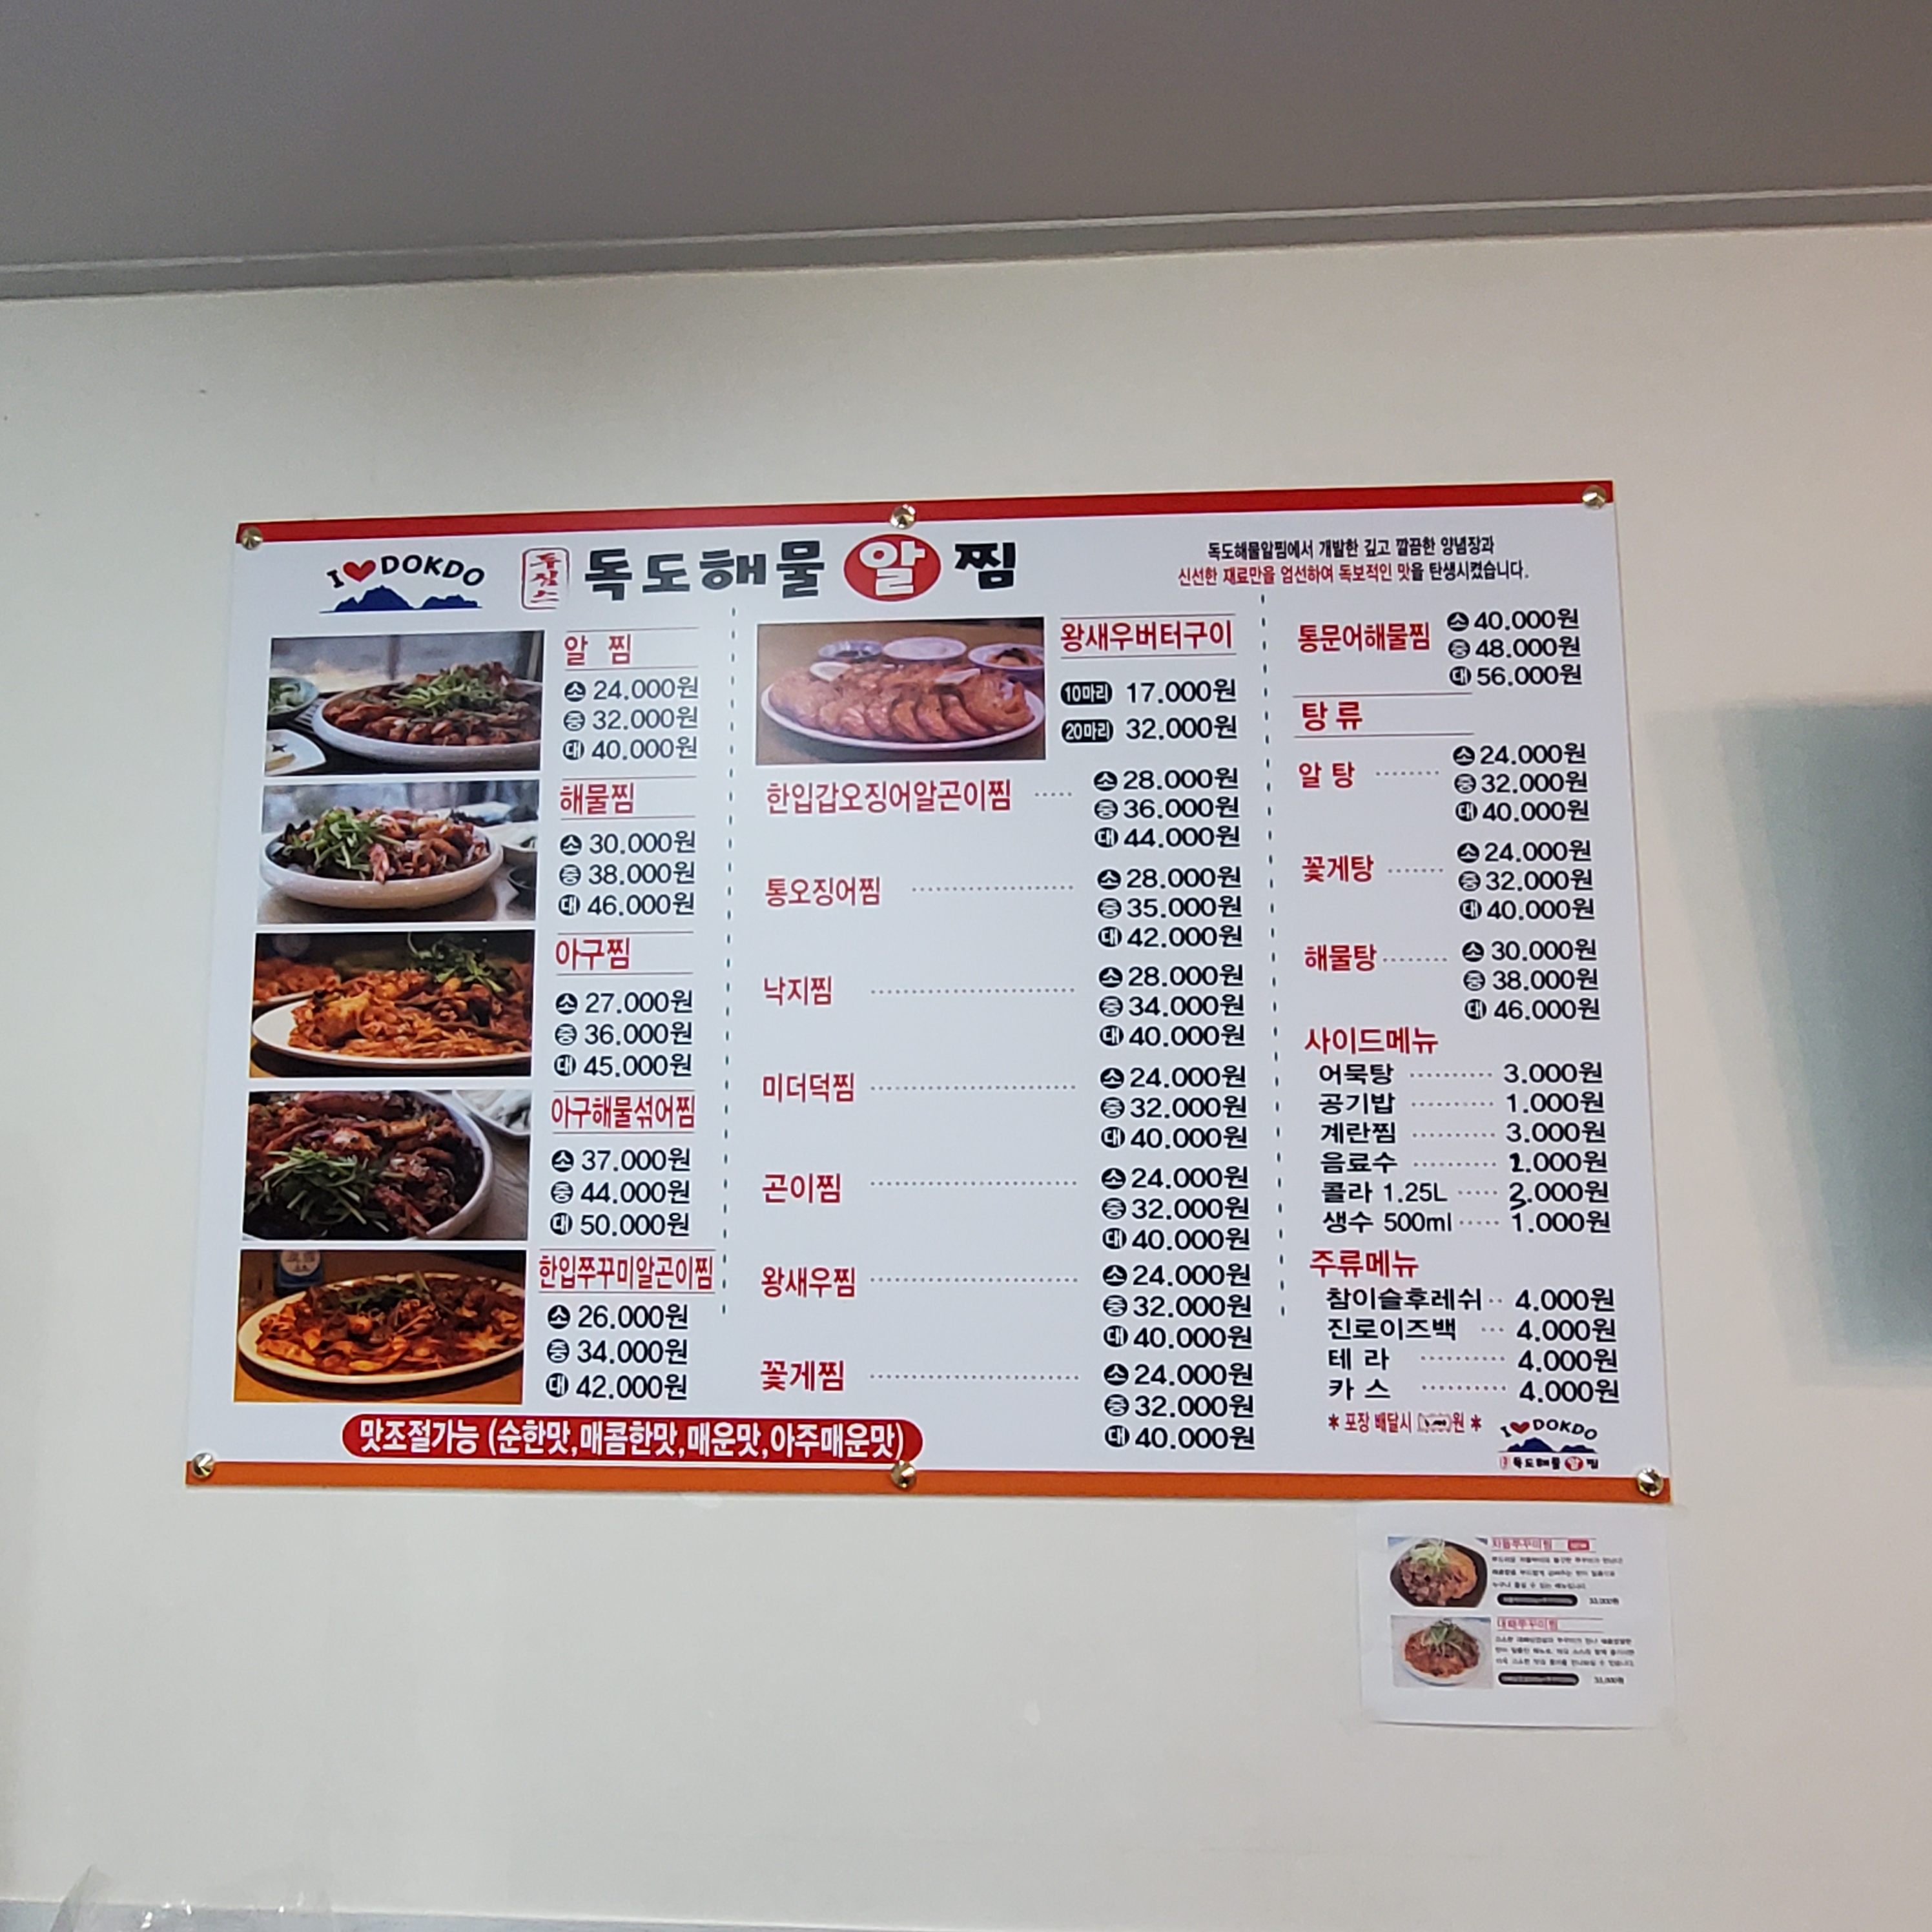 I ❤ DOKDO
독도해물알찜
독도해물알찜에서 개발한 깊고 깔끔한 양념장과
신선한 재료만을 엄선하여 독보적인 맛을 탄생시켰습니다.
알 찜
소 24.000원
중 32.000원
대 40.000원
해물찜
소 30.000원
중 38.000원
대 46.000원
아구찜
소 27.000원
중 36.000원
대 45.000원
아구해물섞어찜
소 37.000원
중 44.000원
대 50.000원
한입쭈꾸미알곤이찜
소 26.000원
중 34.000원
대 42.000원
맛조절가능 (순한맛,매콤한맛,매운맛,아주매운맛)
왕새우버터구이
10마리 17.000원
20마리 32.000원
한입갑오징어알곤이찜 ····· 소 28.000원
중 36.000원
대 44.000원
통오징어찜 ····· 소 28.000원
중 35.000원
대 42.000원
낙지찜 ····· 소 28.000원
중 34.000원
대 40.000원
미더덕찜 ····· 소 24.000원
중 32.000원
대 40.000원
곤이찜 ····· 소 24.000원
중 32.000원
대 40.000원
왕새우찜 ····· 소 24.000원
중 32.000원
대 40.000원
꽃게찜 ····· 소 24.000원
중 32.000원
대 40.000원
통문어해물찜 소 40.000원
중 48.000원
대 56.000원
탕 류
알 탕 ····· 소 24.000원
중 32.000원
대 40.000원
꽃게탕 ····· 소 24.000원
중 32.000원
대 40.000원
해물탕 ····· 소 30.000원
중 38.000원
대 46.000원
사이드메뉴
어묵탕 ····· 3.000원
공기밥 ····· 1.000원
계란찜 ····· 3.000원
음료수 ····· .000원
콜라 1.25L ····· 3.000원
생수 500ml ····· 1.000원
주류메뉴
참이슬후레쉬 ·· 4.000원
진로이즈백 ··· 4.000원
테 라 ····· 4.000원
카 스 ····· 4.000원
* 포장 배달시 원 *
I ❤ DOKDO
독도해물알찜